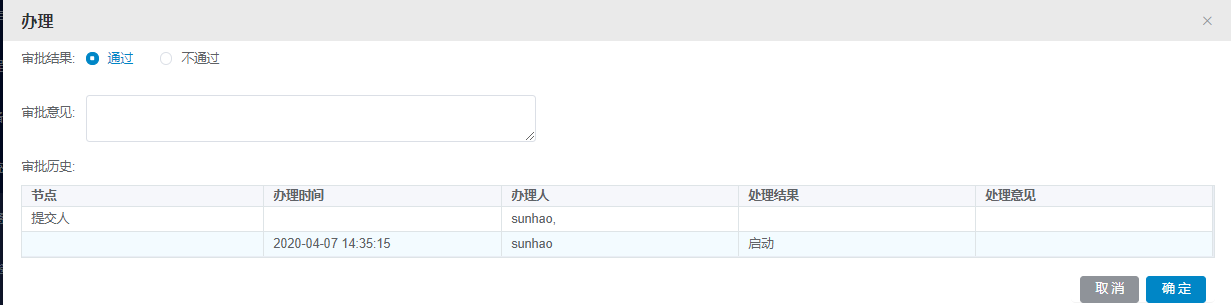 办理
审批结果: 通过 不通过
审批意见:
审批历史:
节点 办理时间 办理人 处理结果 处理意见
提交人 sunhao,
2020-04-07 14:35:15 sunhao 启动
取消 确定